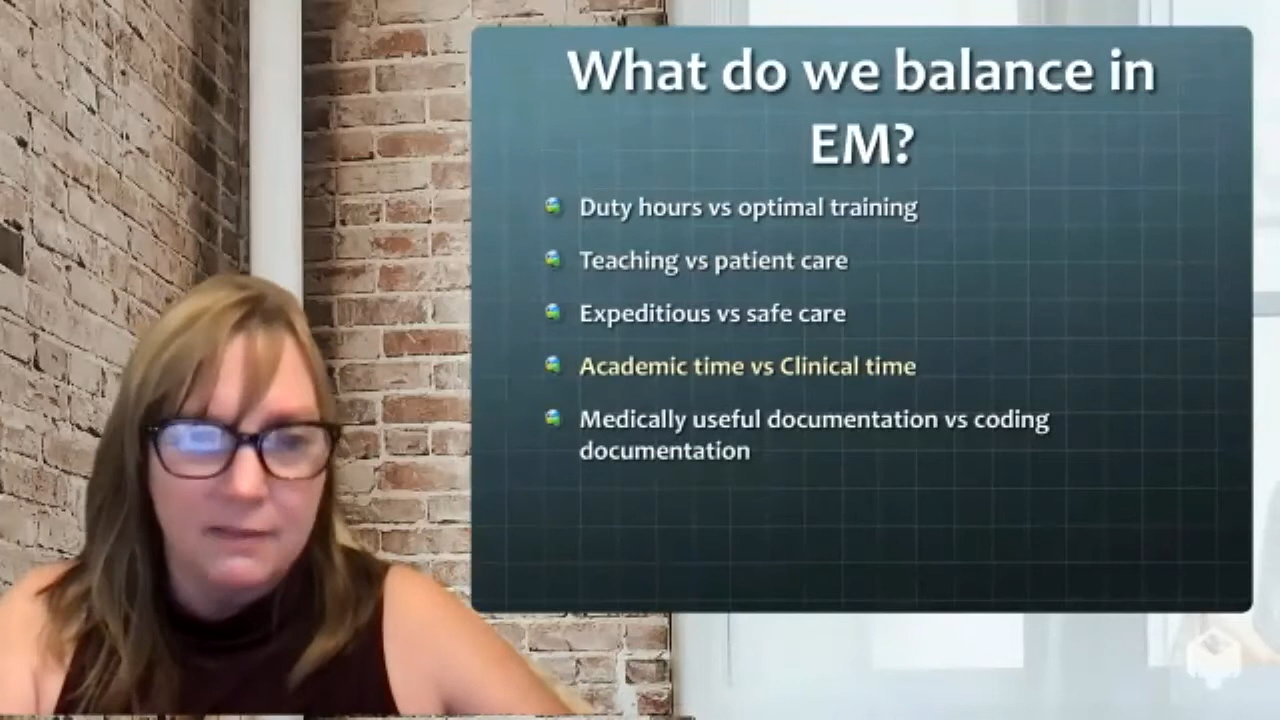 What do we balance in
EM?
Duty hours vs optimal training
Teaching vs patient care
Expeditious vs safe care
Academic time vs Clinical time
Medically useful documentation vs coding
documentation